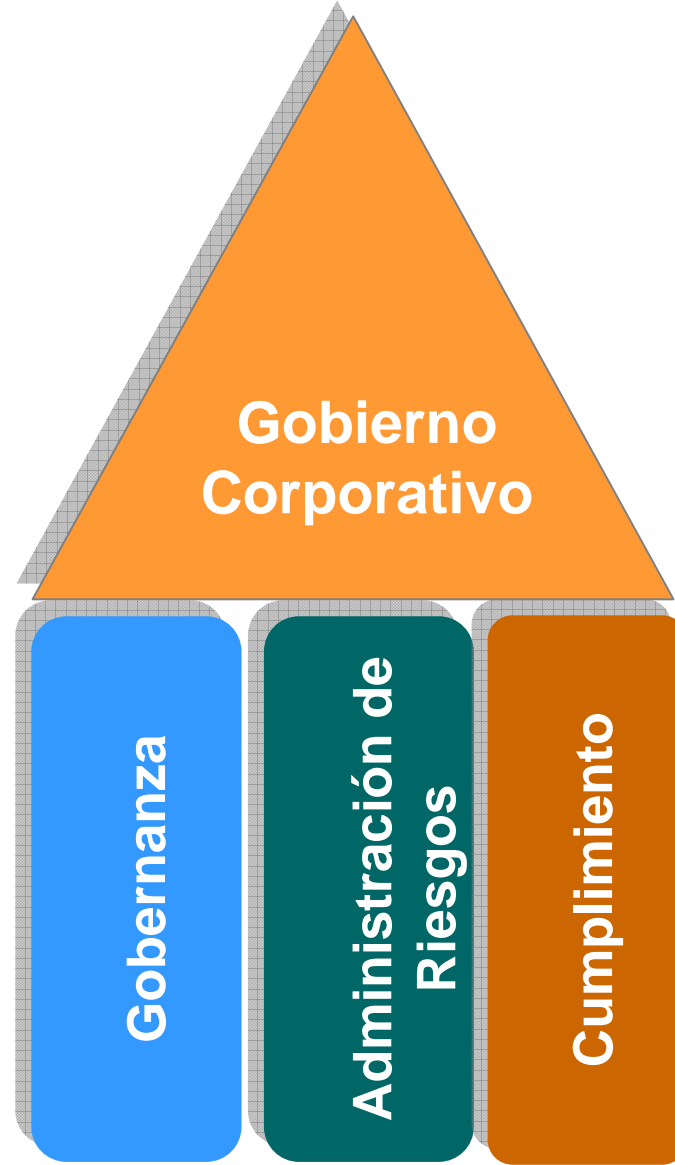 Gobierno
Corporativo
Gobernanza
Administración de
Riesgos
Cumplimiento